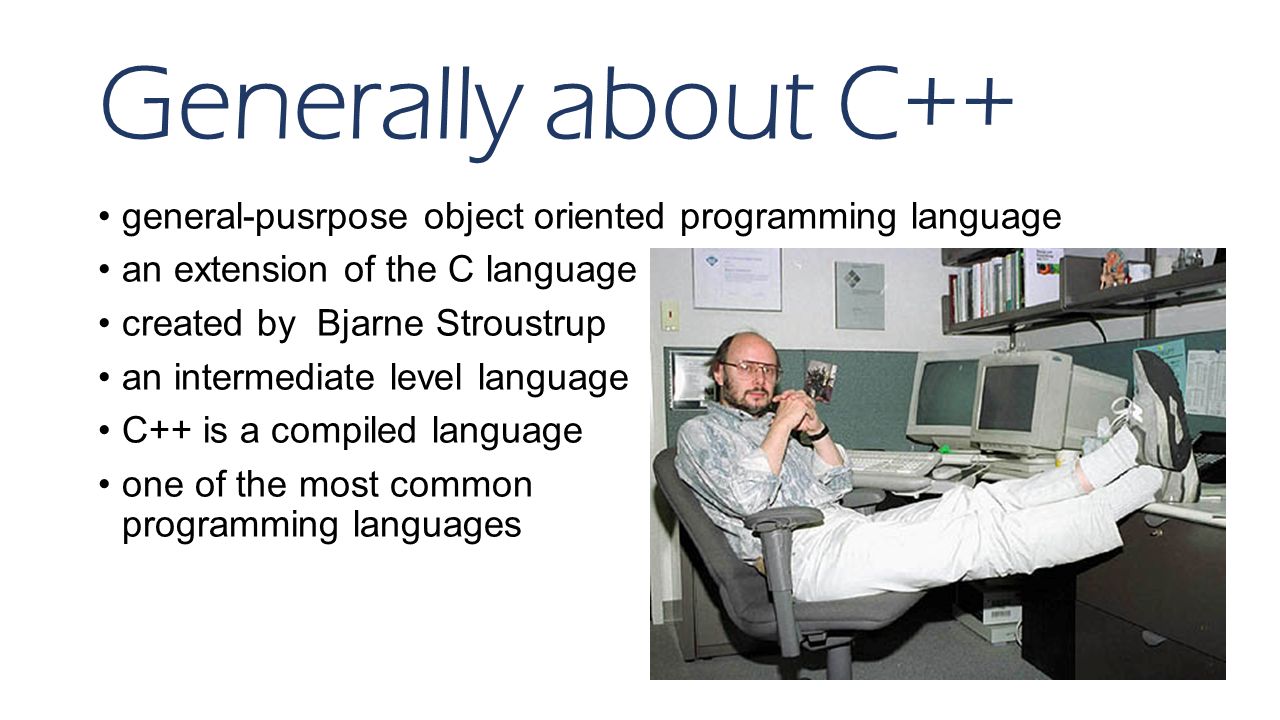 Generally about C++
• general-pusrpose object oriented programming language
• an extension of the C language
• created by  Bjarne Stroustrup
• an intermediate level language
• C++ is a compiled language
• one of the most common
programming languages